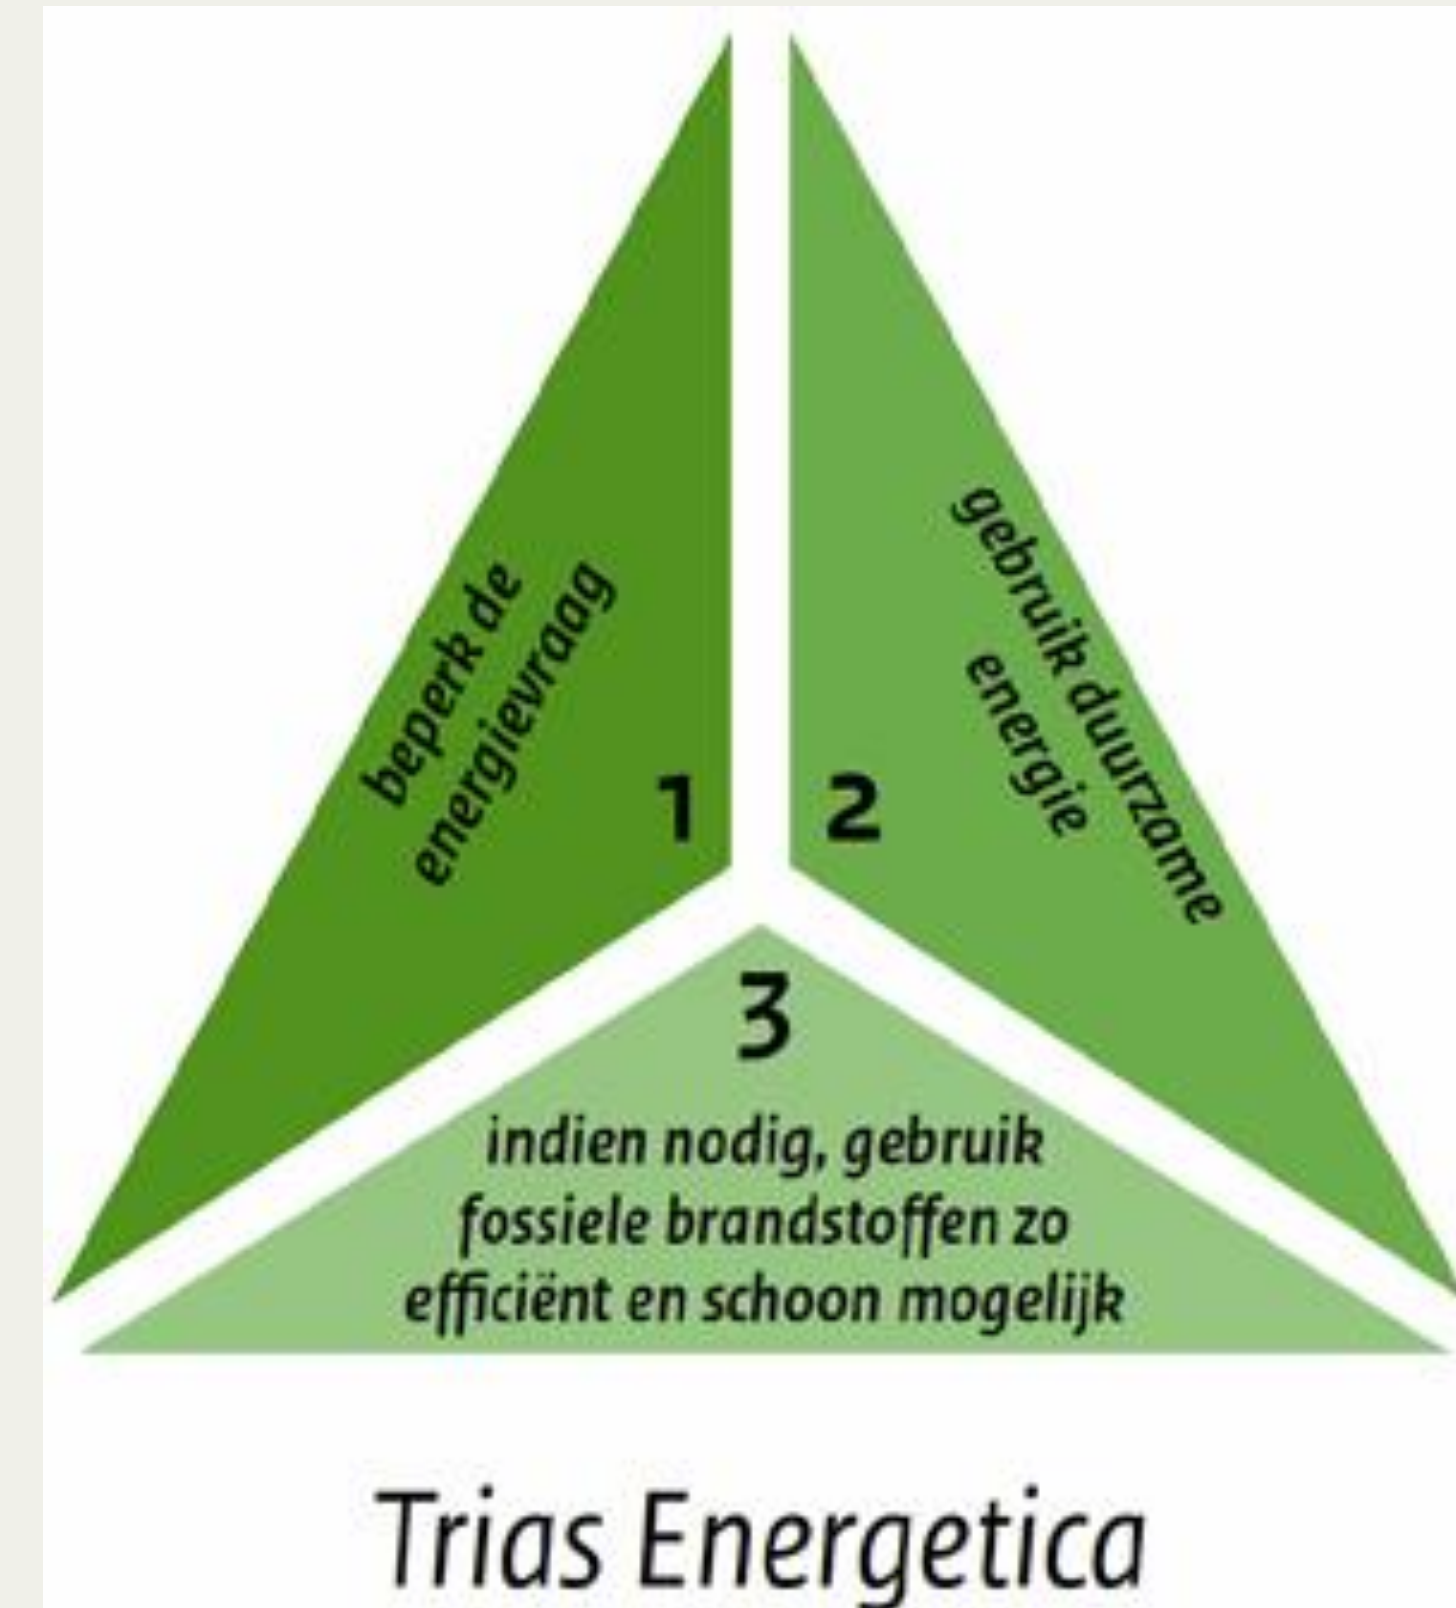 beperk de
energievraag
1
gebruik duurzame
energie
2
3
indien nodig, gebruik
fossiele brandstoffen zo
efficiënt en schoon mogelijk
Trias Energetica